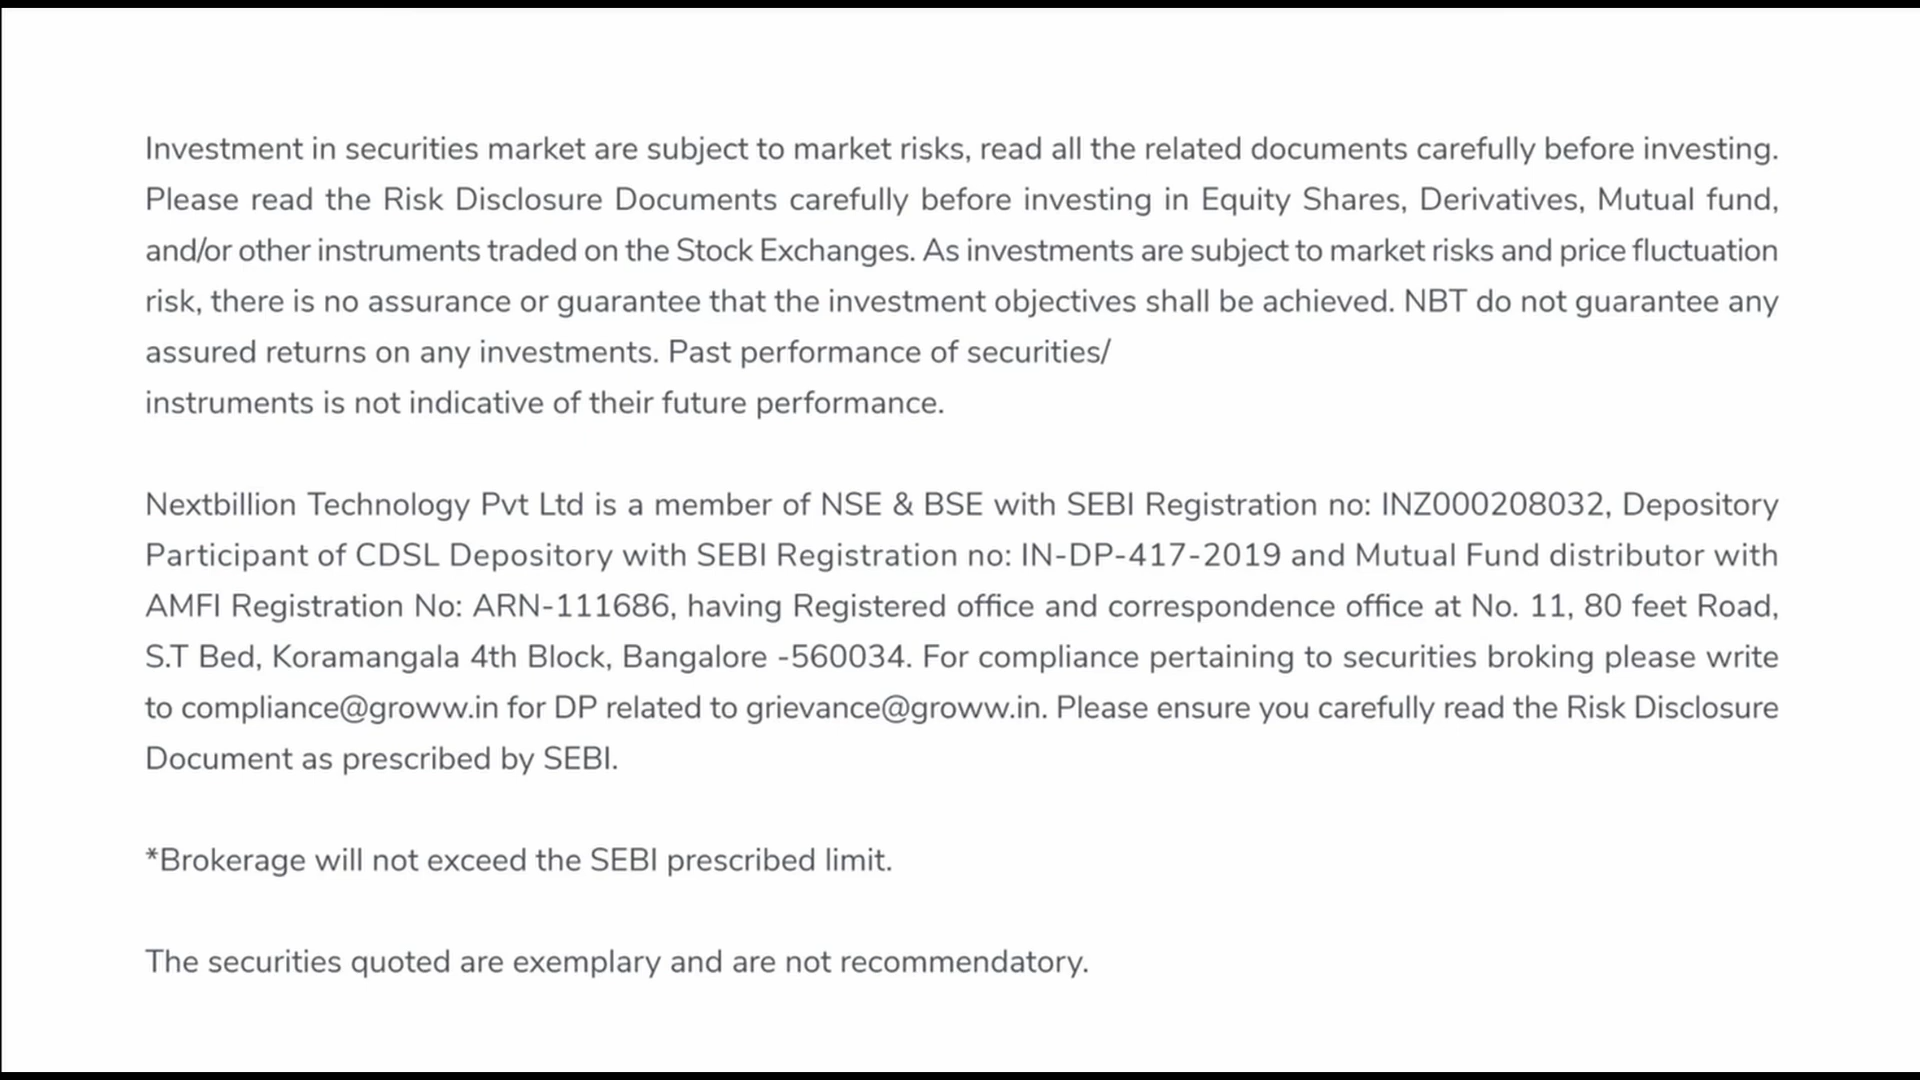 Investment in securities market are subject to market risks, read all the related documents carefully before investing.
Please read the Risk Disclosure Documents carefully before investing in Equity Shares, Derivatives, Mutual fund,
and/or other instruments traded on the Stock Exchanges. As investments are subject to market risks and price fluctuation
risk, there is no assurance or guarantee that the investment objectives shall be achieved. NBT do not guarantee any
assured returns on any investments. Past performance of securities/
instruments is not indicative of their future performance.
Nextbillion Technology Pvt Ltd is a member of NSE & BSE with SEBI Registration no: INZ000208032, Depository
Participant of CDSL Depository with SEBI Registration no: IN-DP-417-2019 and Mutual Fund distributor with
AMFI Registration No: ARN-111686, having Registered office and correspondence office at No. 11, 80 feet Road,
S.T Bed, Koramangala 4th Block, Bangalore -560034. For compliance pertaining to securities broking please write
to compliance@groww.in for DP related to grievance@groww.in. Please ensure you carefully read the Risk Disclosure
Document as prescribed by SEBI.
*Brokerage will not exceed the SEBI prescribed limit.
The securities quoted are exemplary and are not recommendatory.